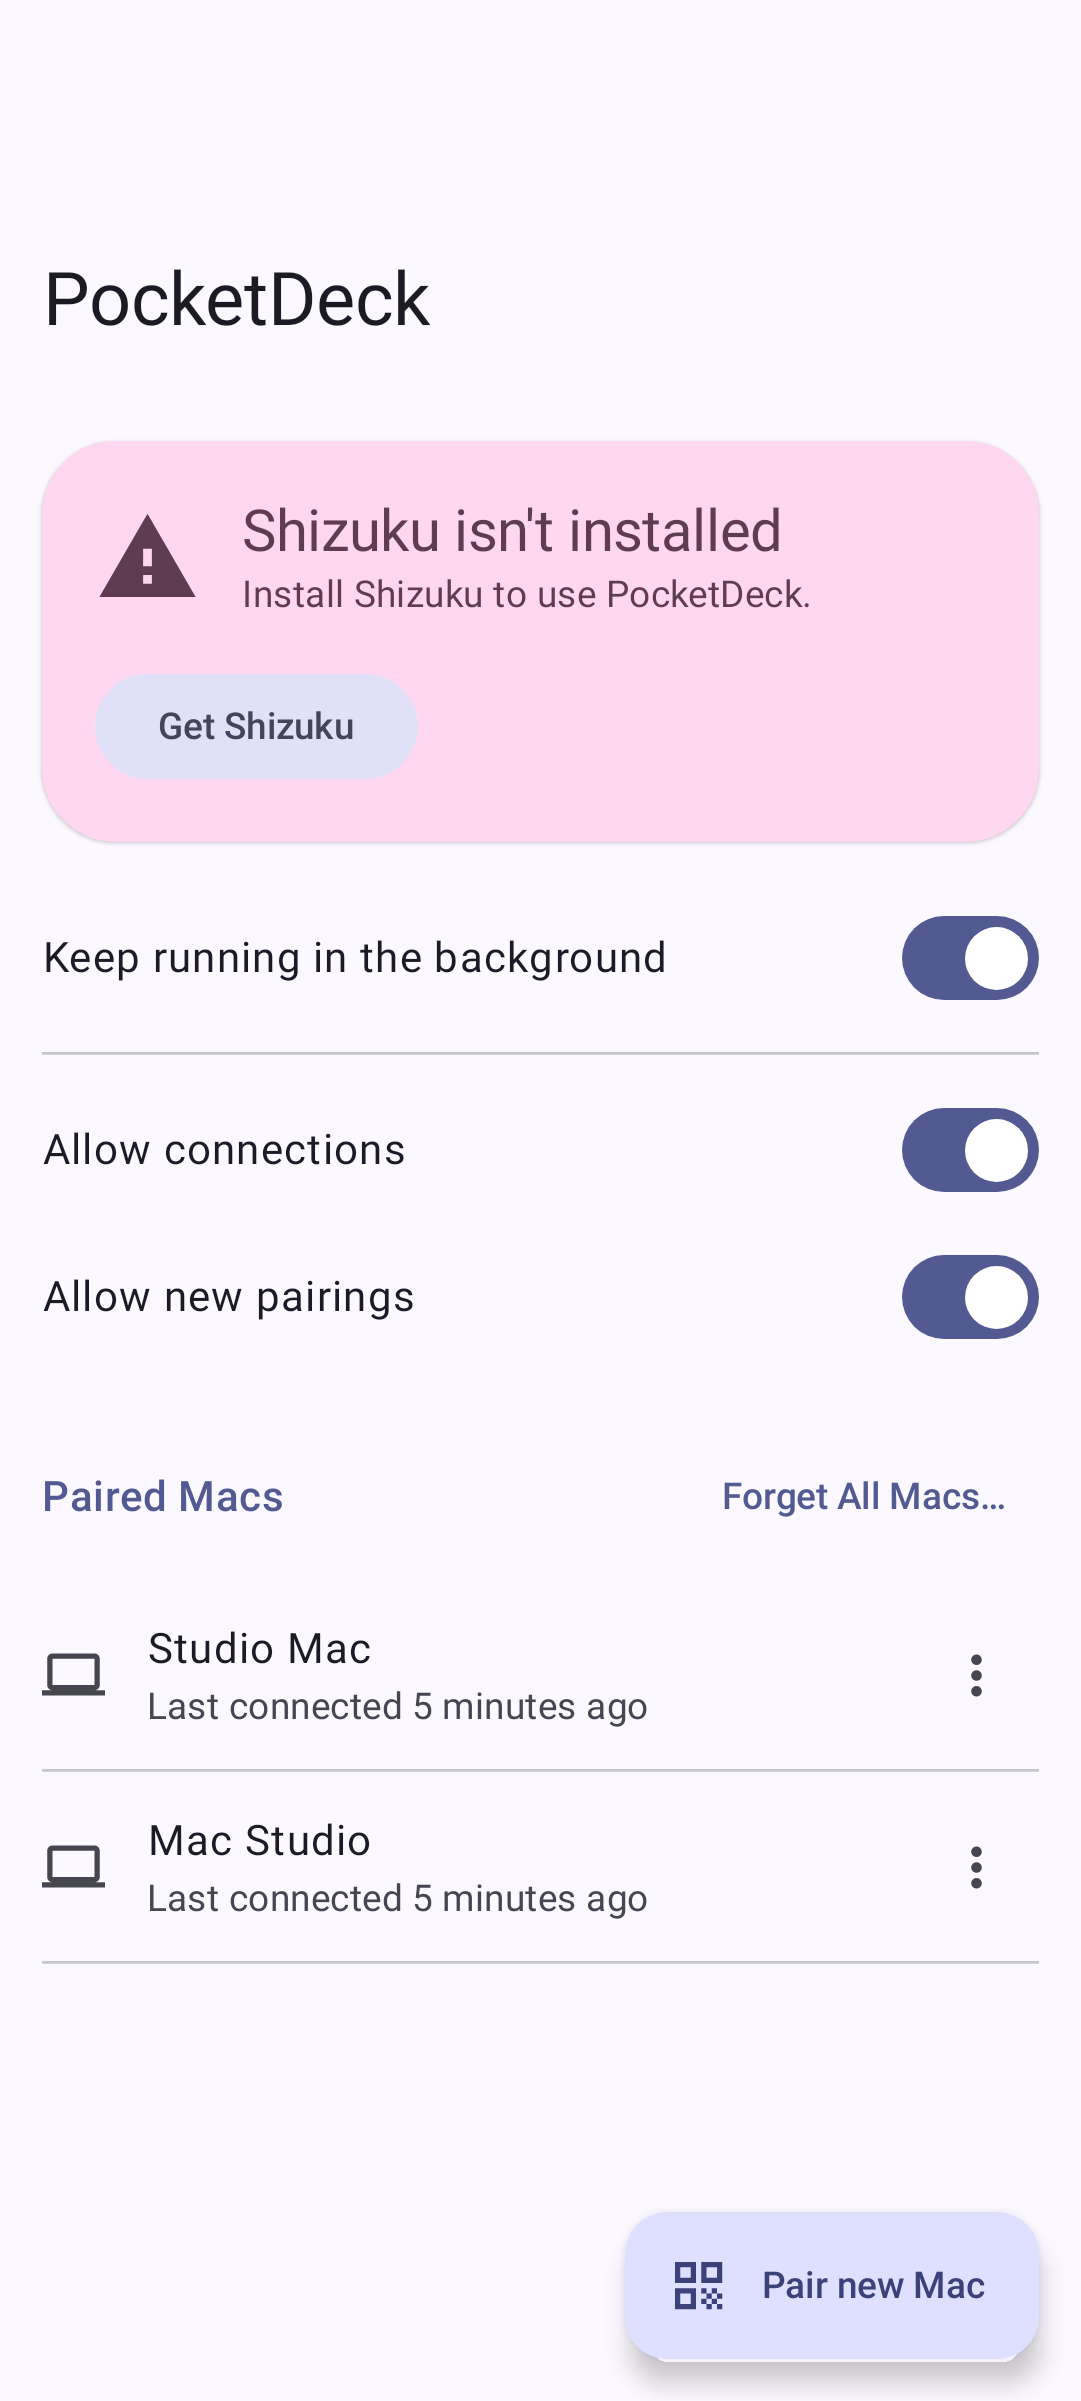 PocketDeck
Shizuku isn't installed
Install Shizuku to use PocketDeck.
Get Shizuku
Keep running in the background
Allow connections
Allow new pairings
Paired Macs
Forget All Macs...
Studio Mac
Last connected 5 minutes ago
Mac Studio
Last connected 5 minutes ago
Pair new Mac